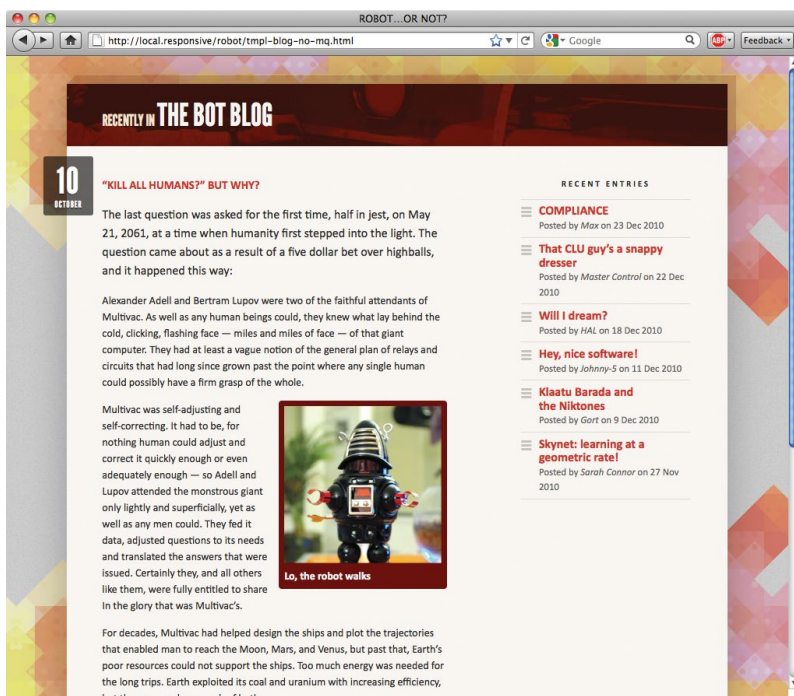 ROBOT...OR NOT?
http://local.responsive/robot/tmpl-blog-no-mq.html
Google
ABP
Feedback
RECENTLY IN THE BOT BLOG
10
OCTOBER
“KILL ALL HUMANS?” BUT WHY?
The last question was asked for the first time, half in jest, on May
21, 2061, at a time when humanity first stepped into the light. The
question came about as a result of a five dollar bet over highballs,
and it happened this way:
Alexander Adell and Bertram Lupov were two of the faithful attendants of
Multivac. As well as any human beings could, they knew what lay behind the
cold, clicking, flashing face — miles and miles of face — of that giant
computer. They had at least a vague notion of the general plan of relays and
circuits that had long since grown past the point where any single human
could possibly have a firm grasp of the whole.
Multivac was self-adjusting and
self-correcting. It had to be, for
nothing human could adjust and
correct it quickly enough or even
adequately enough — so Adell and
Lupov attended the monstrous giant
only lightly and superficially, yet as
well as any men could. They fed it
data, adjusted questions to its needs
and translated the answers that were
issued. Certainly they, and all others
like them, were fully entitled to share
In the glory that was Multivac’s.
Lo, the robot walks
For decades, Multivac had helped design the ships and plot the trajectories
that enabled man to reach the Moon, Mars, and Venus, but past that, Earth’s
poor resources could not support the ships. Too much energy was needed for
the long trips. Earth exploited its coal and uranium with increasing efficiency,
RECENT ENTRIES
COMPLIANCE
Posted by Max on 23 Dec 2010
That CLU guy’s a snappy
dresser
Posted by Master Control on 22 Dec
2010
Will I dream?
Posted by HAL on 18 Dec 2010
Hey, nice software!
Posted by Johnny-5 on 11 Dec 2010
Klaatu Barada and
the Niktones
Posted by Gort on 9 Dec 2010
Skynet: learning at a
geometric rate!
Posted by Sarah Connor on 27 Nov
2010